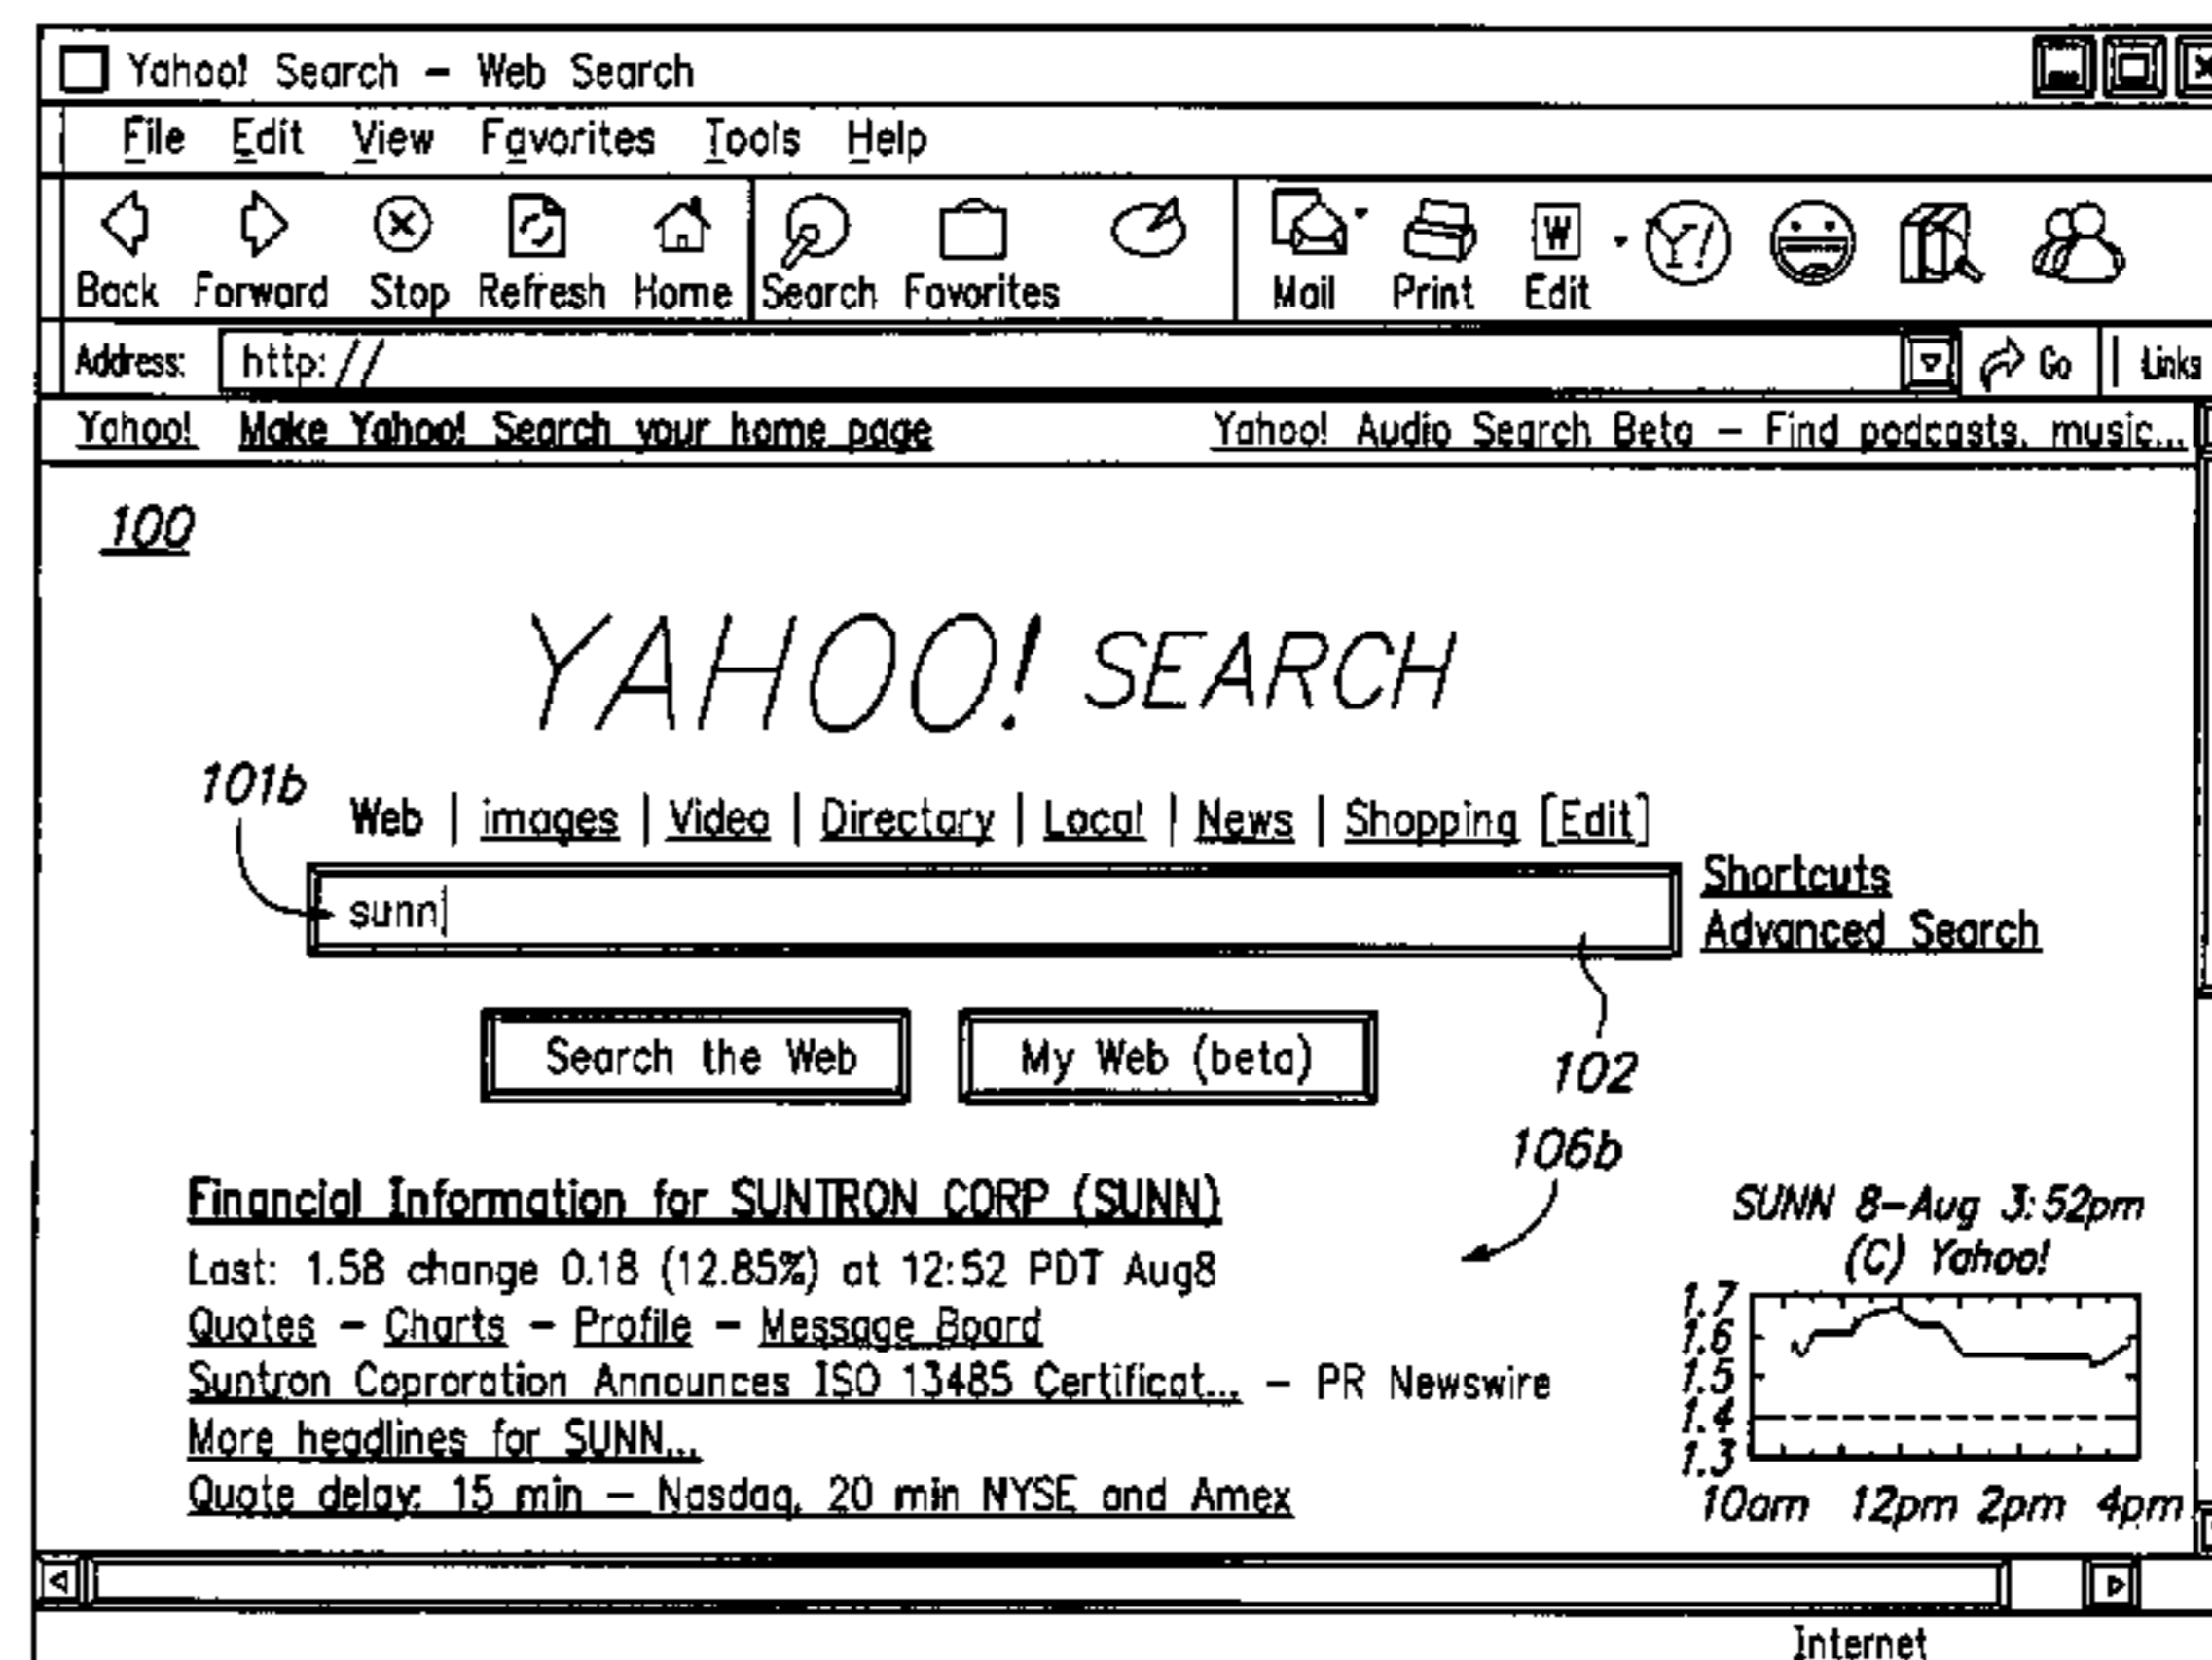 Yahoo! Search – Web Search
File Edit View Favorites Tools Help
Back Forward Stop Refresh Home Search Favorites Mail Print W Edit Y!
Address: http:// Go Links
Yahoo! Make Yahoo! Search your home page Yahoo! Audio Search Beta – Find podcasts, music...
100
YAHOO! SEARCH
101b
Web | images | Video | Directory | Local | News | Shopping [Edit]
sunn
Shortcuts
Advanced Search
Search the Web My Web (beta)
102
106b
Financial Information for SUNTRON CORP (SUNN)
Last: 1.58 change 0.18 (12.85%) at 12:52 PDT Aug8
Quotes – Charts – Profile – Message Board
Suntron Coproration Announces ISO 13485 Certificat... – PR Newswire
More headlines for SUNN...
Quote delay: 15 min – Nasdaq, 20 min NYSE and Amex
SUNN 8–Aug 3:52pm
(C) Yahoo!
1.7
1.6
1.5
1.4
1.3
10am 12pm 2pm 4pm
Internet